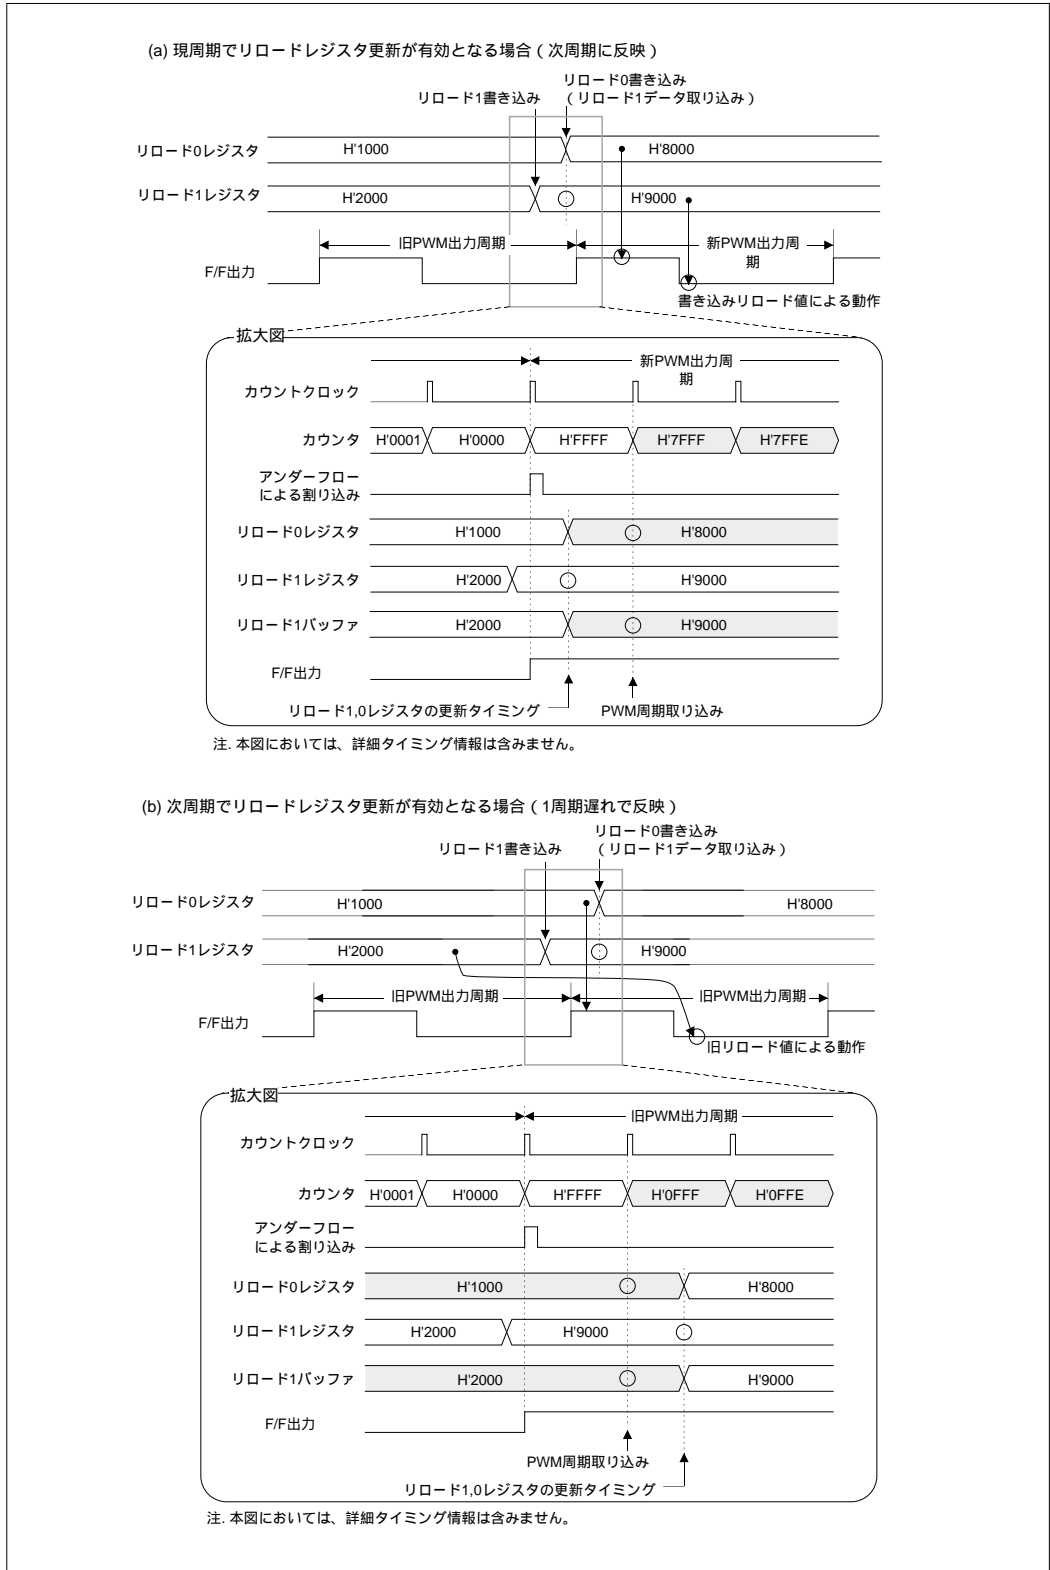 (a) 現周期でリロードレジスタ更新が有効となる場合（次周期に反映）
リロード0書き込み
リロード1書き込み
（リロード1データ取り込み）
リロード0レジスタ
H'1000
H'8000
リロード1レジスタ
H'2000
H'9000
旧PWM出力周期
新PWM出力周
期
F/F出力
書き込みリロード値による動作
拡大図
新PWM出力周
期
カウントクロック
カウンタ
H'0001
H'0000
H'FFFF
H'7FFF
H'7FFE
アンダーフロー
による割り込み
リロード0レジスタ
H'1000
H'8000
リロード1レジスタ
H'2000
H'9000
リロード1バッファ
H'2000
H'9000
F/F出力
リロード1,0レジスタの更新タイミング
PWM周期取り込み
注. 本図においては、詳細タイミング情報は含みません。
(b) 次周期でリロードレジスタ更新が有効となる場合（1周期遅れで反映）
リロード0書き込み
リロード1書き込み
（リロード1データ取り込み）
リロード0レジスタ
H'1000
H'8000
リロード1レジスタ
H'2000
H'9000
旧PWM出力周期
旧PWM出力周期
F/F出力
旧リロード値による動作
拡大図
旧PWM出力周期
カウントクロック
カウンタ
H'0001
H'0000
H'FFFF
H'0FFF
H'0FFE
アンダーフロー
による割り込み
リロード0レジスタ
H'1000
H'8000
リロード1レジスタ
H'2000
H'9000
リロード1バッファ
H'2000
H'9000
F/F出力
PWM周期取り込み
リロード1,0レジスタの更新タイミング
注. 本図においては、詳細タイミング情報は含みません。